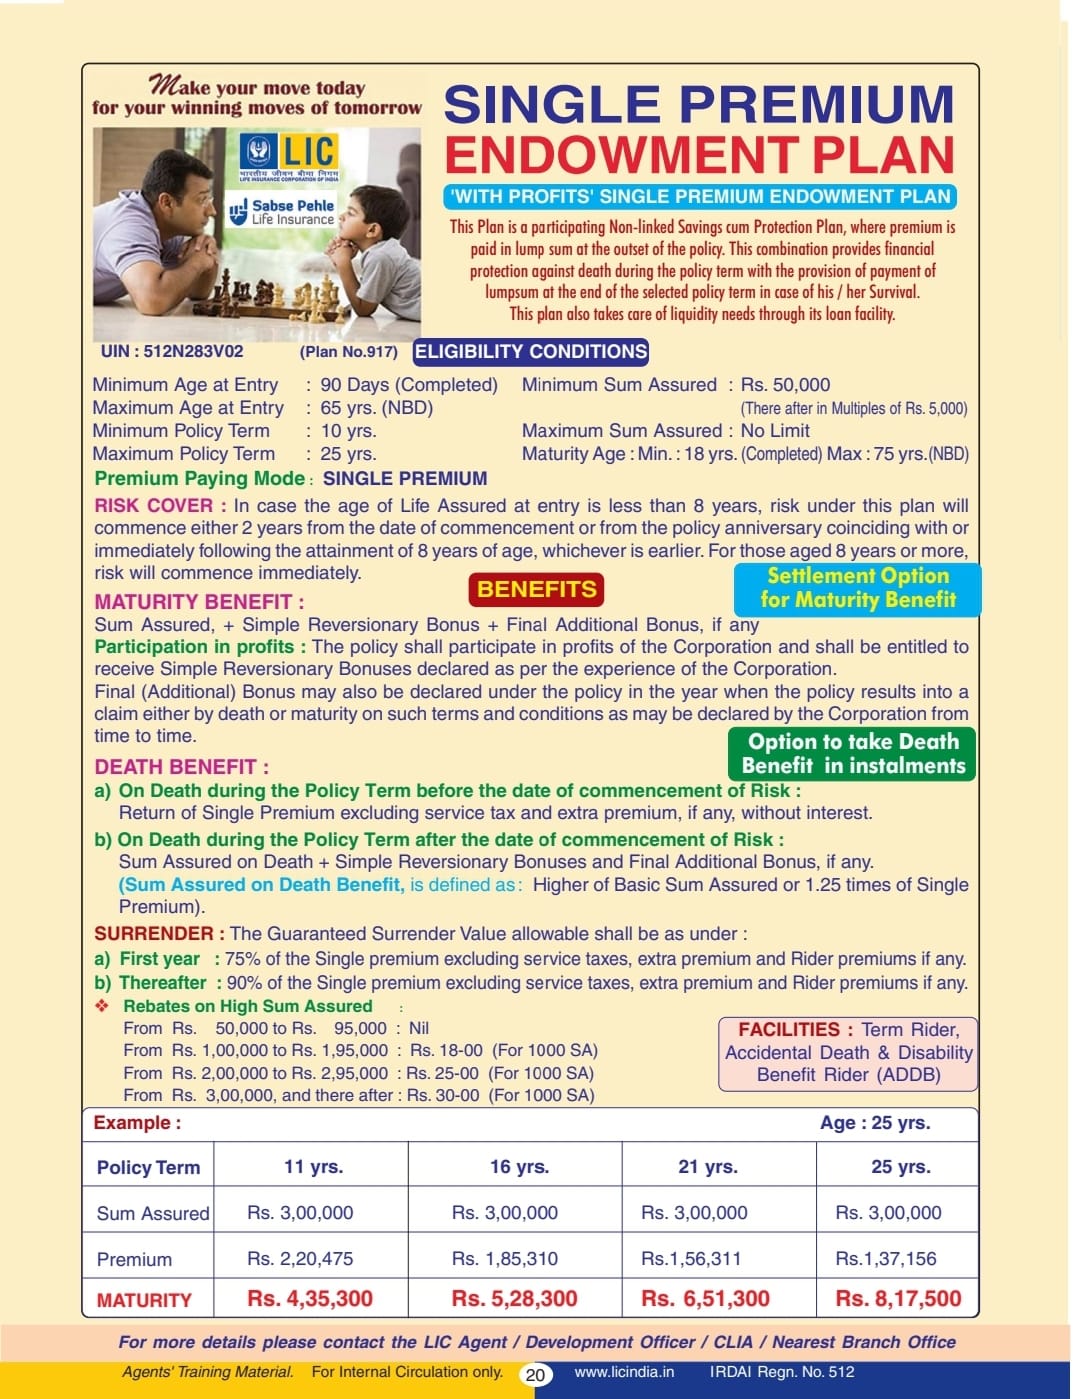 Make your move today
for your winning moves of tomorrow
LIC
भारतीय जीवन बीमा निगम
LIFE INSURANCE CORPORATION OF INDIA
Sabse Pehle
Life Insurance
SINGLE PREMIUM
ENDOWMENT PLAN
'WITH PROFITS' SINGLE PREMIUM ENDOWMENT PLAN
This Plan is a participating Non-linked Savings cum Protection Plan, where premium is
paid in lump sum at the outset of the policy. This combination provides financial
protection against death during the policy term with the provision of payment of
lumpsum at the end of the selected policy term in case of his / her Survival.
This plan also takes care of liquidity needs through its loan facility.
UIN : 512N283V02 (Plan No.917) ELIGIBILITY CONDITIONS
Minimum Age at Entry : 90 Days (Completed) Minimum Sum Assured : Rs. 50,000
Maximum Age at Entry : 65 yrs. (NBD) (There after in Multiples of Rs. 5,000)
Minimum Policy Term : 10 yrs. Maximum Sum Assured : No Limit
Maximum Policy Term : 25 yrs. Maturity Age : Min. : 18 yrs. (Completed) Max : 75 yrs.(NBD)
Premium Paying Mode : SINGLE PREMIUM
RISK COVER : In case the age of Life Assured at entry is less than 8 years, risk under this plan will
commence either 2 years from the date of commencement or from the policy anniversary coinciding with or
immediately following the attainment of 8 years of age, whichever is earlier. For those aged 8 years or more,
risk will commence immediately.
BENEFITS
Settlement Option
for Maturity Benefit
MATURITY BENEFIT :
Sum Assured, + Simple Reversionary Bonus + Final Additional Bonus, if any
Participation in profits : The policy shall participate in profits of the Corporation and shall be entitled to
receive Simple Reversionary Bonuses declared as per the experience of the Corporation.
Final (Additional) Bonus may also be declared under the policy in the year when the policy results into a
claim either by death or maturity on such terms and conditions as may be declared by the Corporation from
time to time.
Option to take Death
Benefit in instalments
DEATH BENEFIT :
a) On Death during the Policy Term before the date of commencement of Risk :
Return of Single Premium excluding service tax and extra premium, if any, without interest.
b) On Death during the Policy Term after the date of commencement of Risk :
Sum Assured on Death + Simple Reversionary Bonuses and Final Additional Bonus, if any.
(Sum Assured on Death Benefit, is defined as : Higher of Basic Sum Assured or 1.25 times of Single
Premium).
SURRENDER : The Guaranteed Surrender Value allowable shall be as under :
a) First year : 75% of the Single premium excluding service taxes, extra premium and Rider premiums if any.
b) Thereafter : 90% of the Single premium excluding service taxes, extra premium and Rider premiums if any.
❖ Rebates on High Sum Assured :
From Rs. 50,000 to Rs. 95,000 : Nil
From Rs. 1,00,000 to Rs. 1,95,000 : Rs. 18-00 (For 1000 SA)
From Rs. 2,00,000 to Rs. 2,95,000 : Rs. 25-00 (For 1000 SA)
From Rs. 3,00,000, and there after : Rs. 30-00 (For 1000 SA)
FACILITIES : Term Rider,
Accidental Death & Disability
Benefit Rider (ADDB)
Example : Age : 25 yrs.
Policy Term 11 yrs. 16 yrs. 21 yrs. 25 yrs.
Sum Assured Rs. 3,00,000 Rs. 3,00,000 Rs. 3,00,000 Rs. 3,00,000
Premium Rs. 2,20,475 Rs. 1,85,310 Rs.1,56,311 Rs.1,37,156
MATURITY Rs. 4,35,300 Rs. 5,28,300 Rs. 6,51,300 Rs. 8,17,500
For more details please contact the LIC Agent / Development Officer / CLIA / Nearest Branch Office
Agents' Training Material. For Internal Circulation only. 20 www.licindia.in IRDAI Regn. No. 512